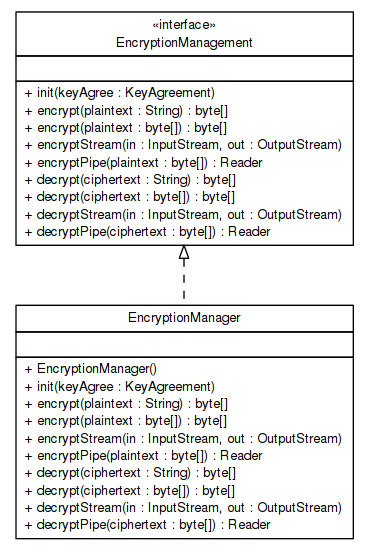 «interface»
EncryptionManagement
+ init(keyAgree : KeyAgreement)
+ encrypt(plaintext : String) : byte[]
+ encrypt(plaintext : byte[]) : byte[]
+ encryptStream(in : InputStream, out : OutputStream)
+ encryptPipe(plaintext : byte[]) : Reader
+ decrypt(ciphertext : String) : byte[]
+ decrypt(ciphertext : byte[]) : byte[]
+ decryptStream(in : InputStream, out : OutputStream)
+ decryptPipe(ciphertext : byte[]) : Reader
EncryptionManager
+ EncryptionManager()
+ init(keyAgree : KeyAgreement)
+ encrypt(plaintext : String) : byte[]
+ encrypt(plaintext : byte[]) : byte[]
+ encryptStream(in : InputStream, out : OutputStream)
+ encryptPipe(plaintext : byte[]) : Reader
+ decrypt(ciphertext : String) : byte[]
+ decrypt(ciphertext : byte[]) : byte[]
+ decryptStream(in : InputStream, out : OutputStream)
+ decryptPipe(ciphertext : byte[]) : Reader